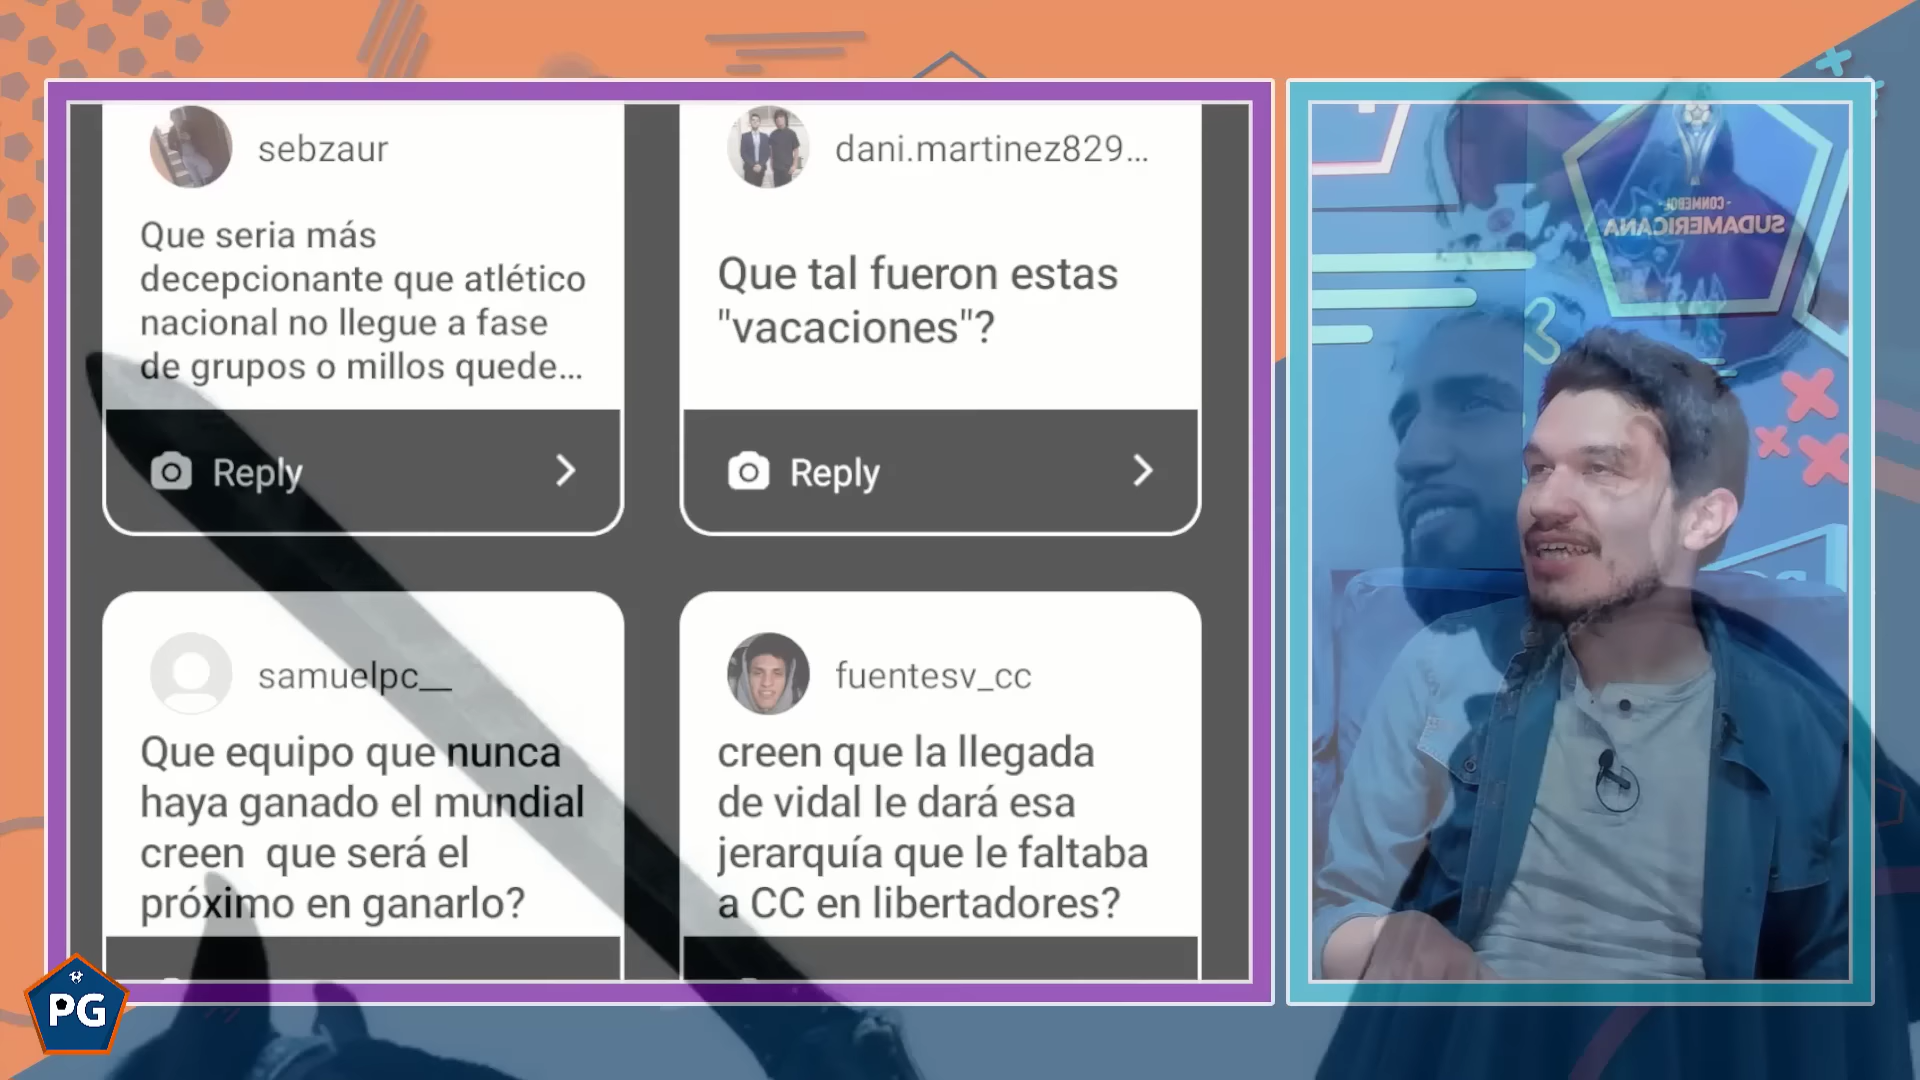 sebzaur
Que seria más
decepcionante que atlético
nacional no llegue a fase
de grupos o millos quede...
Reply
dani.martinez829...
Que tal fueron estas
"vacaciones"?
Reply
samuelpc__
Que equipo que nunca
haya ganado el mundial
creen  que será el
próximo en ganarlo?
fuentesv_cc
creen que la llegada
de vidal le dará esa
jerarquía que le faltaba
a CC en libertadores?
- CONMEBOL -
SUDAMERICANA
PG